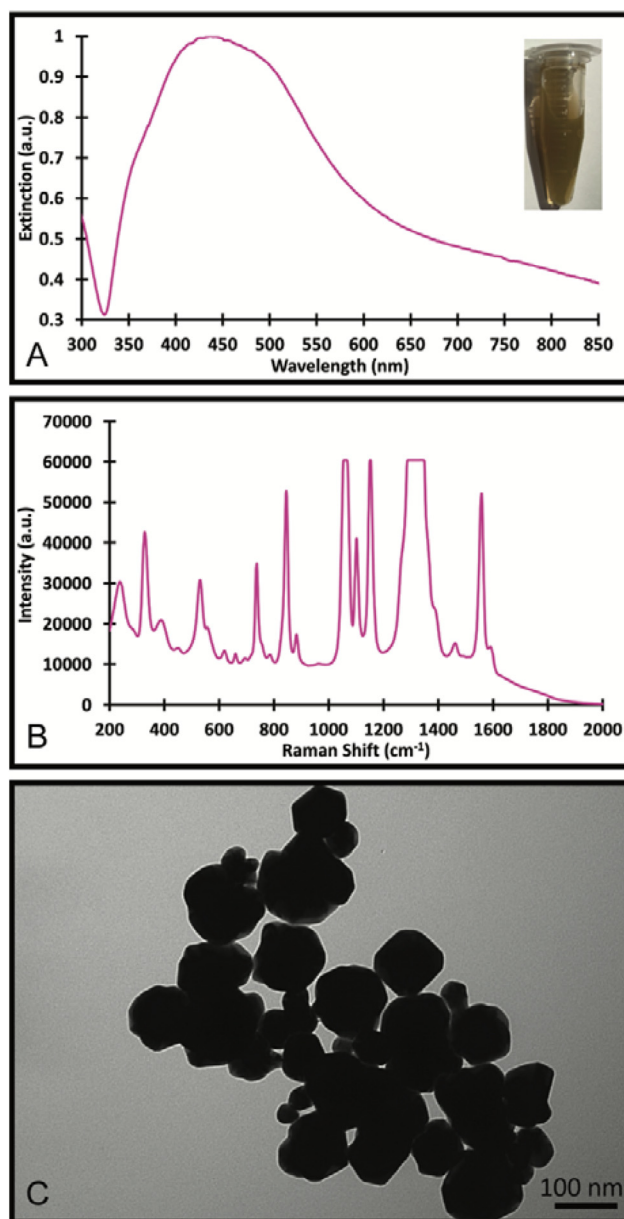 1
0.9
0.8
0.7
0.6
0.5
0.4
0.3
Extinction (a.u.)
300 350 400 450 500 550 600 650 700 750 800 850
Wavelength (nm)
A
70000
60000
50000
40000
30000
20000
10000
0
Intensity (a.u.)
200 400 600 800 1000 1200 1400 1600 1800 2000
Raman Shift (cm⁻¹)
B
100 nm
C